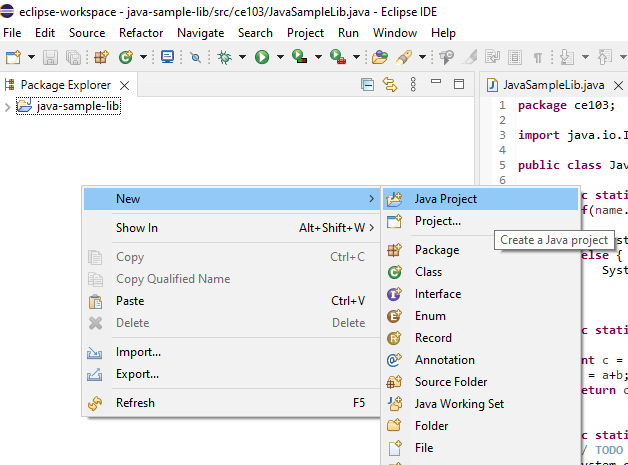 eclipse-workspace - java-sample-lib/src/ce103/JavaSampleLib.java - Eclipse IDE
File Edit Source Refactor Navigate Search Project Run Window Help
Package Explorer
JavaSampleLib.java
java-sample-lib
1 package ce103;
2
3 import java.io.I
4
5 public class Jav
6
New
Show In Alt+Shift+W
Copy Ctrl+C
Copy Qualified Name
Paste Ctrl+V
Delete Delete
Import...
Export...
Refresh F5
Java Project
Project...
Create a Java project
Package
Class
Interface
Enum
Record
Annotation
Source Folder
Java Working Set
Folder
File
c stati
f(name.
yst
else {
Syst
c stati
nt c =
= a+b;
eturn c
c stati
/ TODO